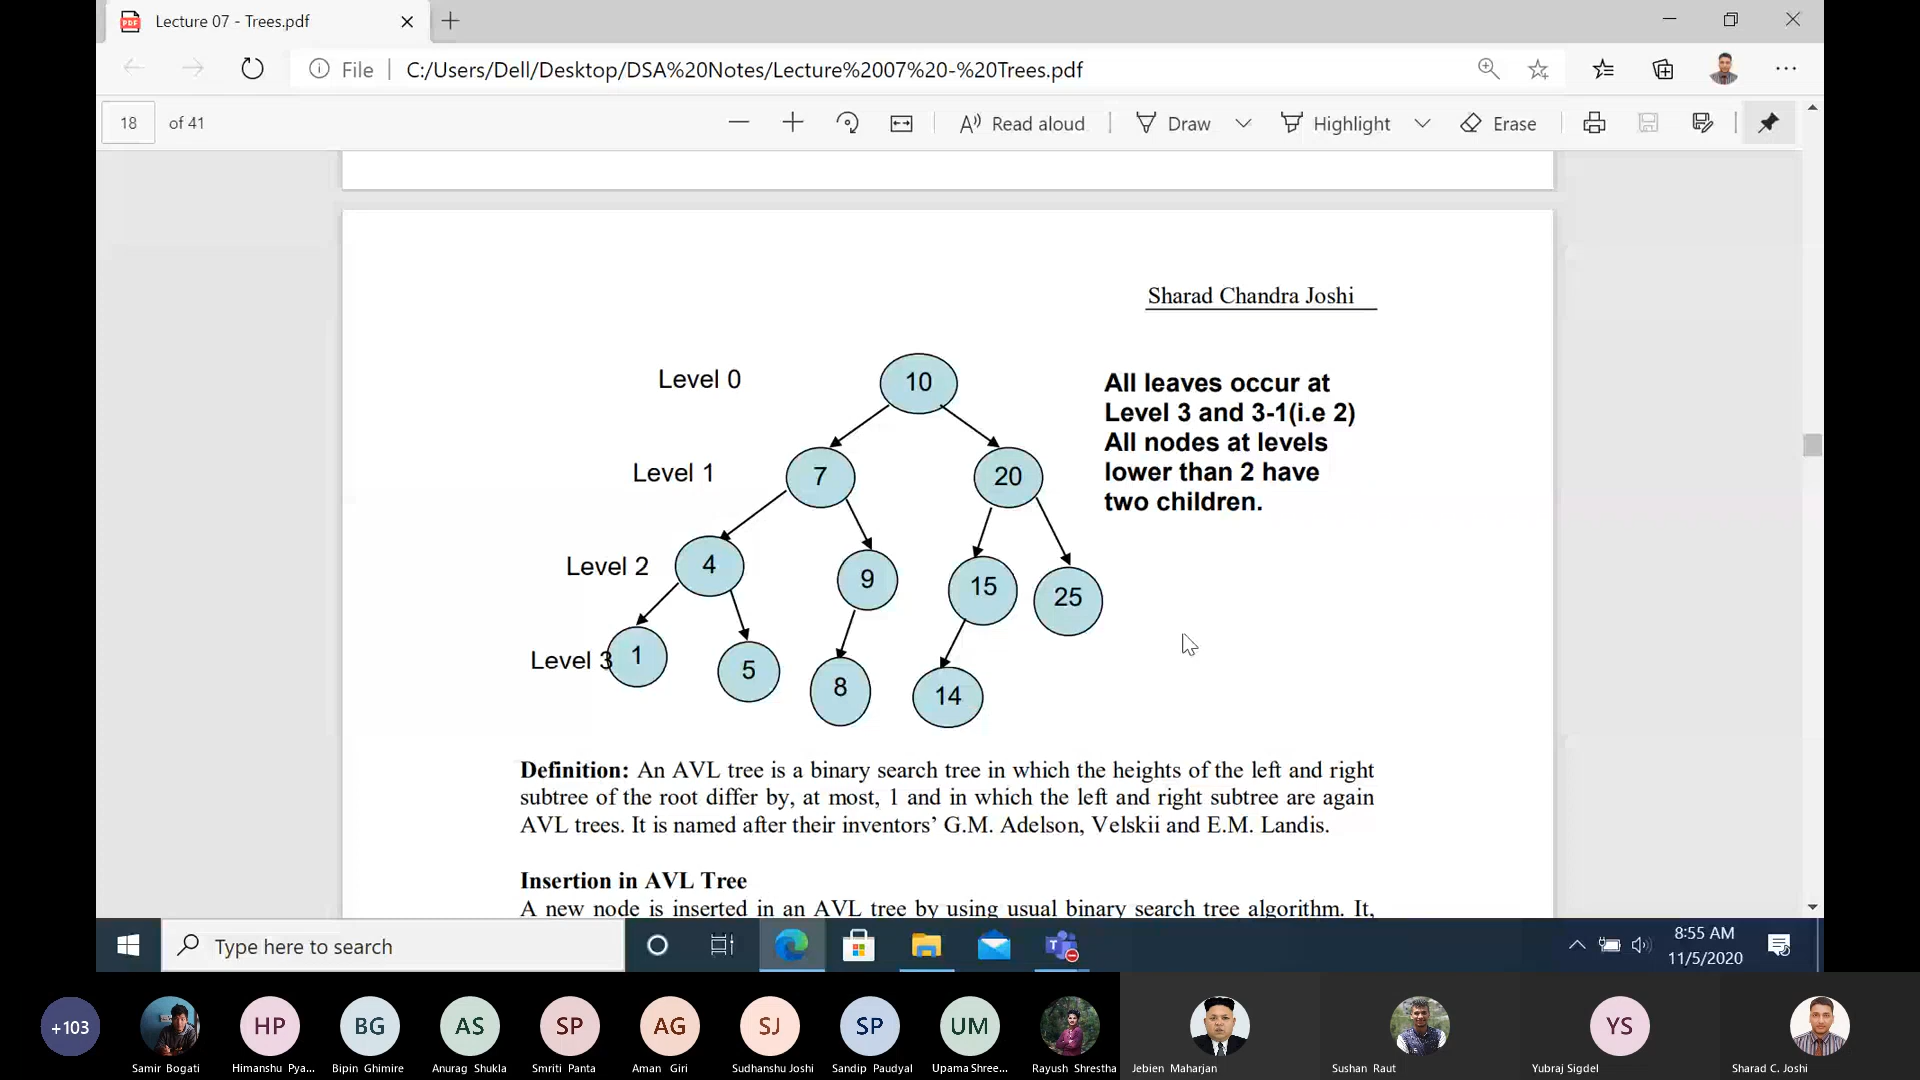 Lecture 07 - Trees.pdf
File
C:/Users/Dell/Desktop/DSA%20Notes/Lecture%2007%20-%20Trees.pdf
18 of 41
Read aloud
Draw
Highlight
Erase
Sharad Chandra Joshi
Level 0
10
All leaves occur at
Level 3 and 3-1(i.e 2)
All nodes at levels
lower than 2 have
two children.
Level 1
7
20
Level 2
4
9
15
25
Level 3
1
5
8
14
Definition: An AVL tree is a binary search tree in which the heights of the left and right
subtree of the root differ by, at most, 1 and in which the left and right subtree are again
AVL trees. It is named after their inventors’ G.M. Adelson, Velskii and E.M. Landis.
Insertion in AVL Tree
A new node is inserted in an AVL tree by using usual binary search tree algorithm. It,
Type here to search
8:55 AM
11/5/2020
+103
HP
BG
AS
SP
AG
SJ
SP
UM
YS
Samir Bogati
Himanshu Pya...
Bipin Ghimire
Anurag Shukla
Smriti Panta
Aman Giri
Sudhanshu Joshi
Sandip Paudyal
Upama Shree...
Rayush Shrestha
Jebien Maharjan
Sushan Raut
Yubraj Sigdel
Sharad C. Joshi